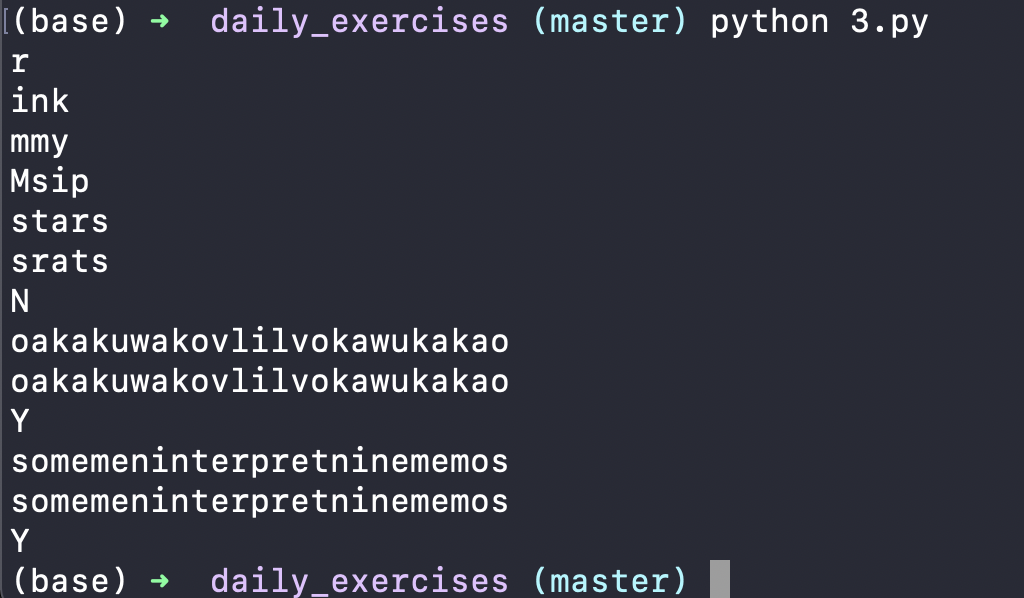 [(base) ➜  daily_exercises (master) python 3.py
r
ink
mmy
Msip
stars
srats
N
oakakuwakovlilvokawukakao
oakakuwakovlilvokawukakao
Y
somemeninterpretninememos
somemeninterpretninememos
Y
(base) ➜  daily_exercises (master)